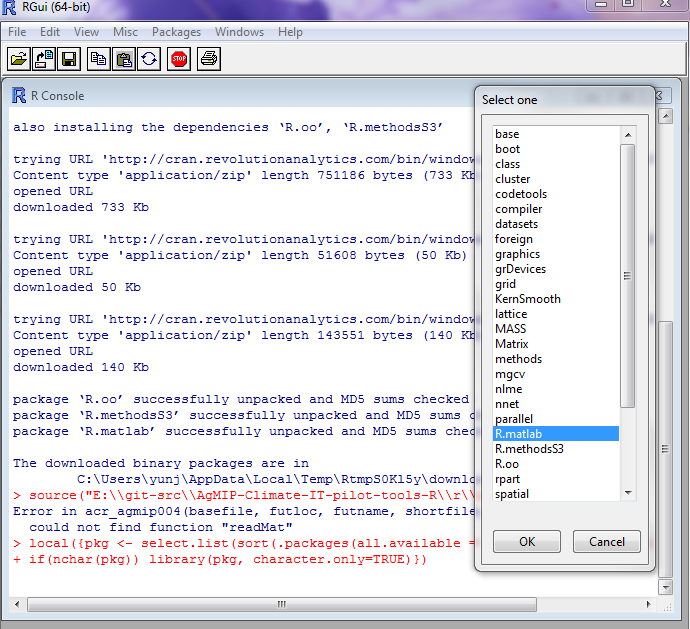 RGui (64-bit)
File Edit View Misc Packages Windows Help
STOP
R Console
also installing the dependencies ‘R.oo’, ‘R.methodsS3’
trying URL 'http://cran.revolutionanalytics.com/bin/window
Content type 'application/zip' length 751186 bytes (733 Kb
opened URL
downloaded 733 Kb
trying URL 'http://cran.revolutionanalytics.com/bin/window
Content type 'application/zip' length 51608 bytes (50 Kb)
opened URL
downloaded 50 Kb
trying URL 'http://cran.revolutionanalytics.com/bin/window
Content type 'application/zip' length 143551 bytes (140 Kb
opened URL
downloaded 140 Kb
package ‘R.oo’ successfully unpacked and MD5 sums checked
package ‘R.methodsS3’ successfully unpacked and MD5 sums c
package ‘R.matlab’ successfully unpacked and MD5 sums chec
The downloaded binary packages are in
C:\Users\yunj\AppData\Local\Temp\RtmpS0Kl5y\downlo
> source("E:\\git-src\\AgMIP-Climate-IT-pilot-tools-R\\r\\
Error in acr_agmip004(basefile, futloc, futname, shortfile
could not find function "readMat"
> local({pkg <- select.list(sort(.packages(all.available =
+ if(nchar(pkg)) library(pkg, character.only=TRUE)})
Select one
base
boot
class
cluster
codetools
compiler
datasets
foreign
graphics
grDevices
grid
KernSmooth
lattice
MASS
Matrix
methods
mgcv
nlme
nnet
parallel
R.matlab
R.methodsS3
R.oo
rpart
spatial
OK Cancel